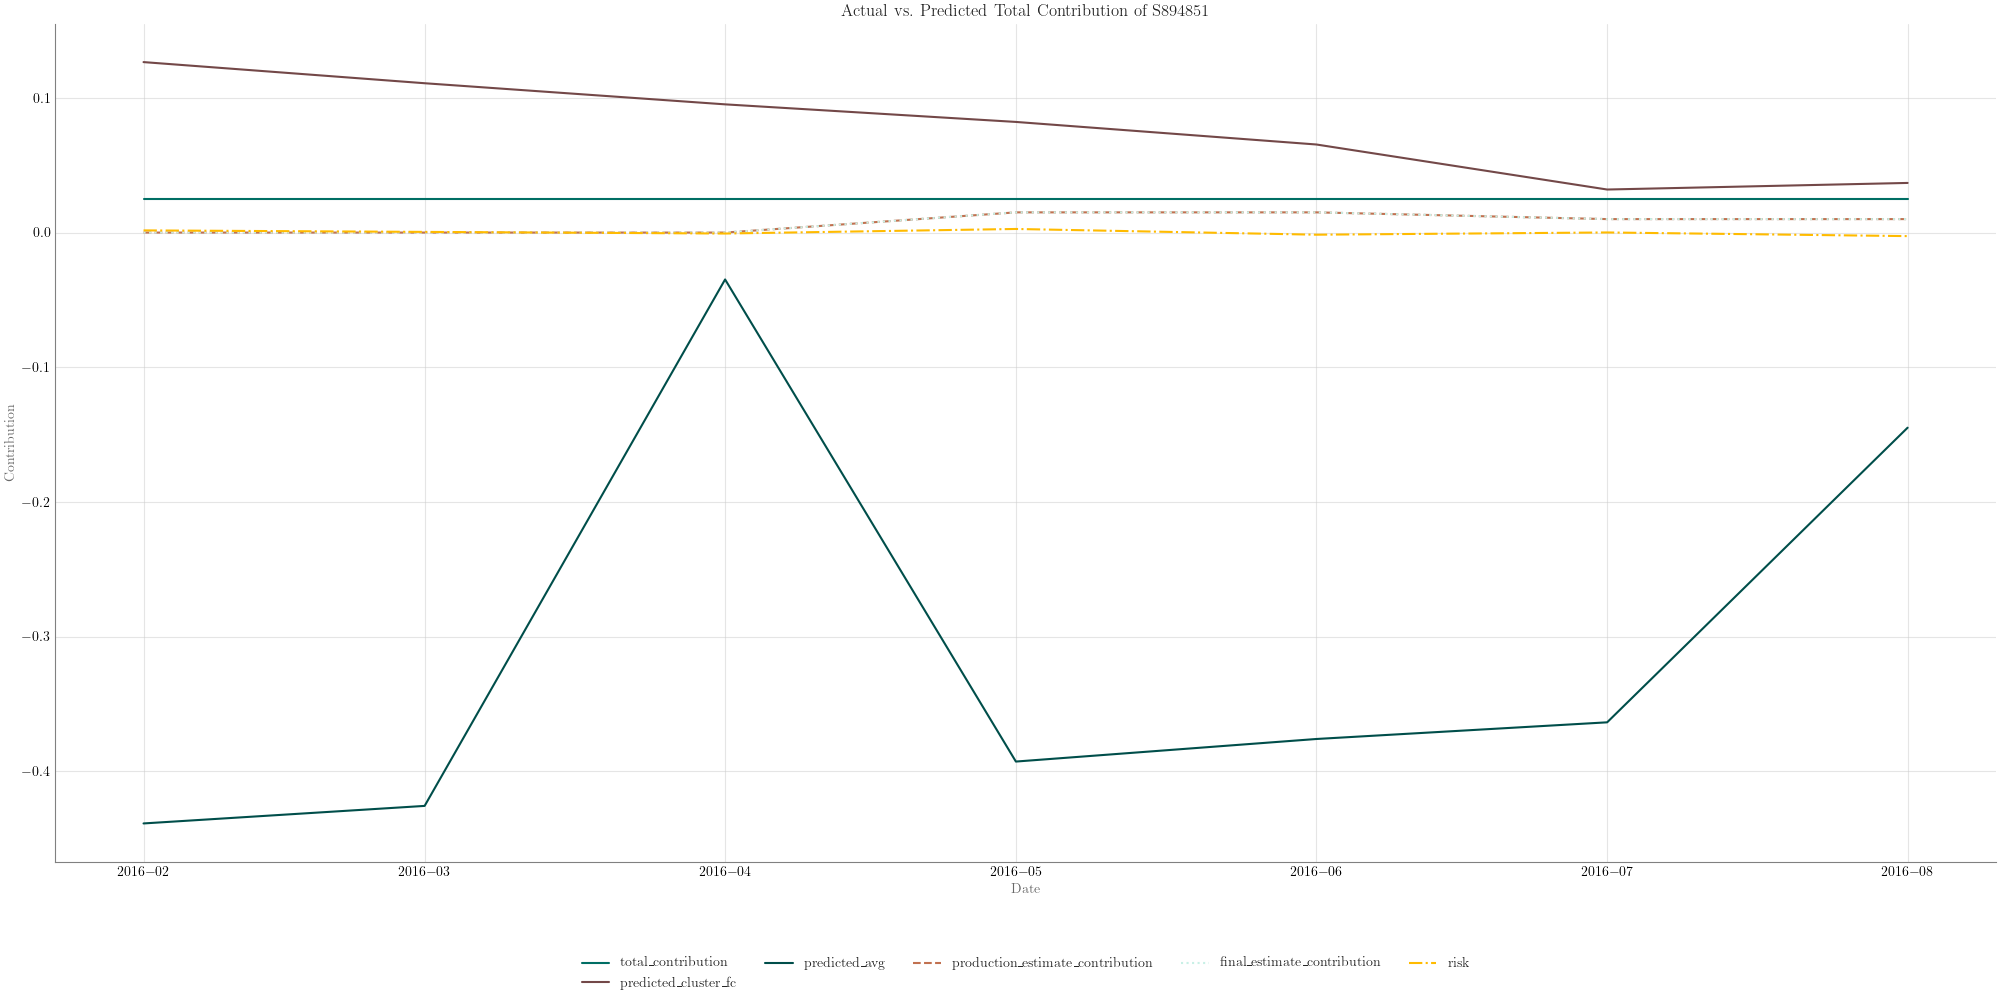 Actual vs. Predicted Total Contribution of S894851
Contribution
0.1
0.0
−0.1
−0.2
−0.3
−0.4
2016−02 2016−03 2016−04 2016−05 2016−06 2016−07 2016−08
Date
total_contribution predicted_avg production_estimate_contribution final_estimate_contribution risk
predicted_cluster_fc